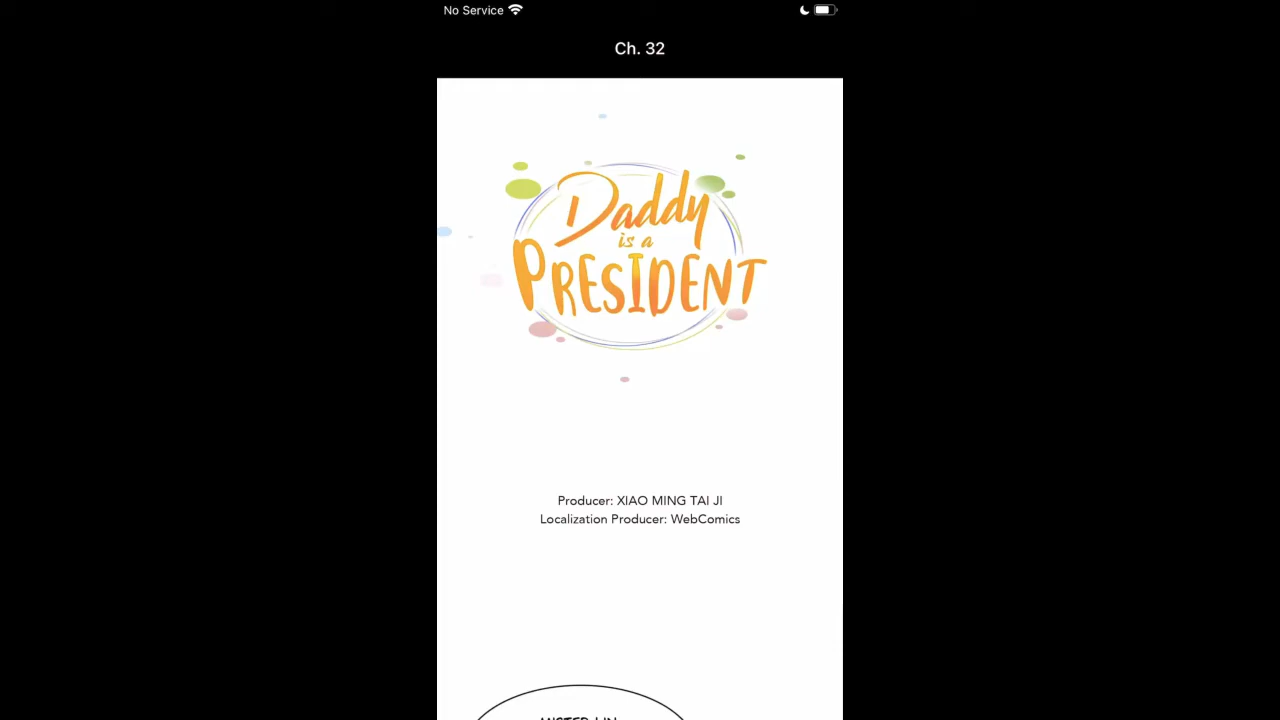 No Service
Ch. 32
Daddy
is a
PRESIDENT
Producer: XIAO MING TAI JI
Localization Producer: WebComics